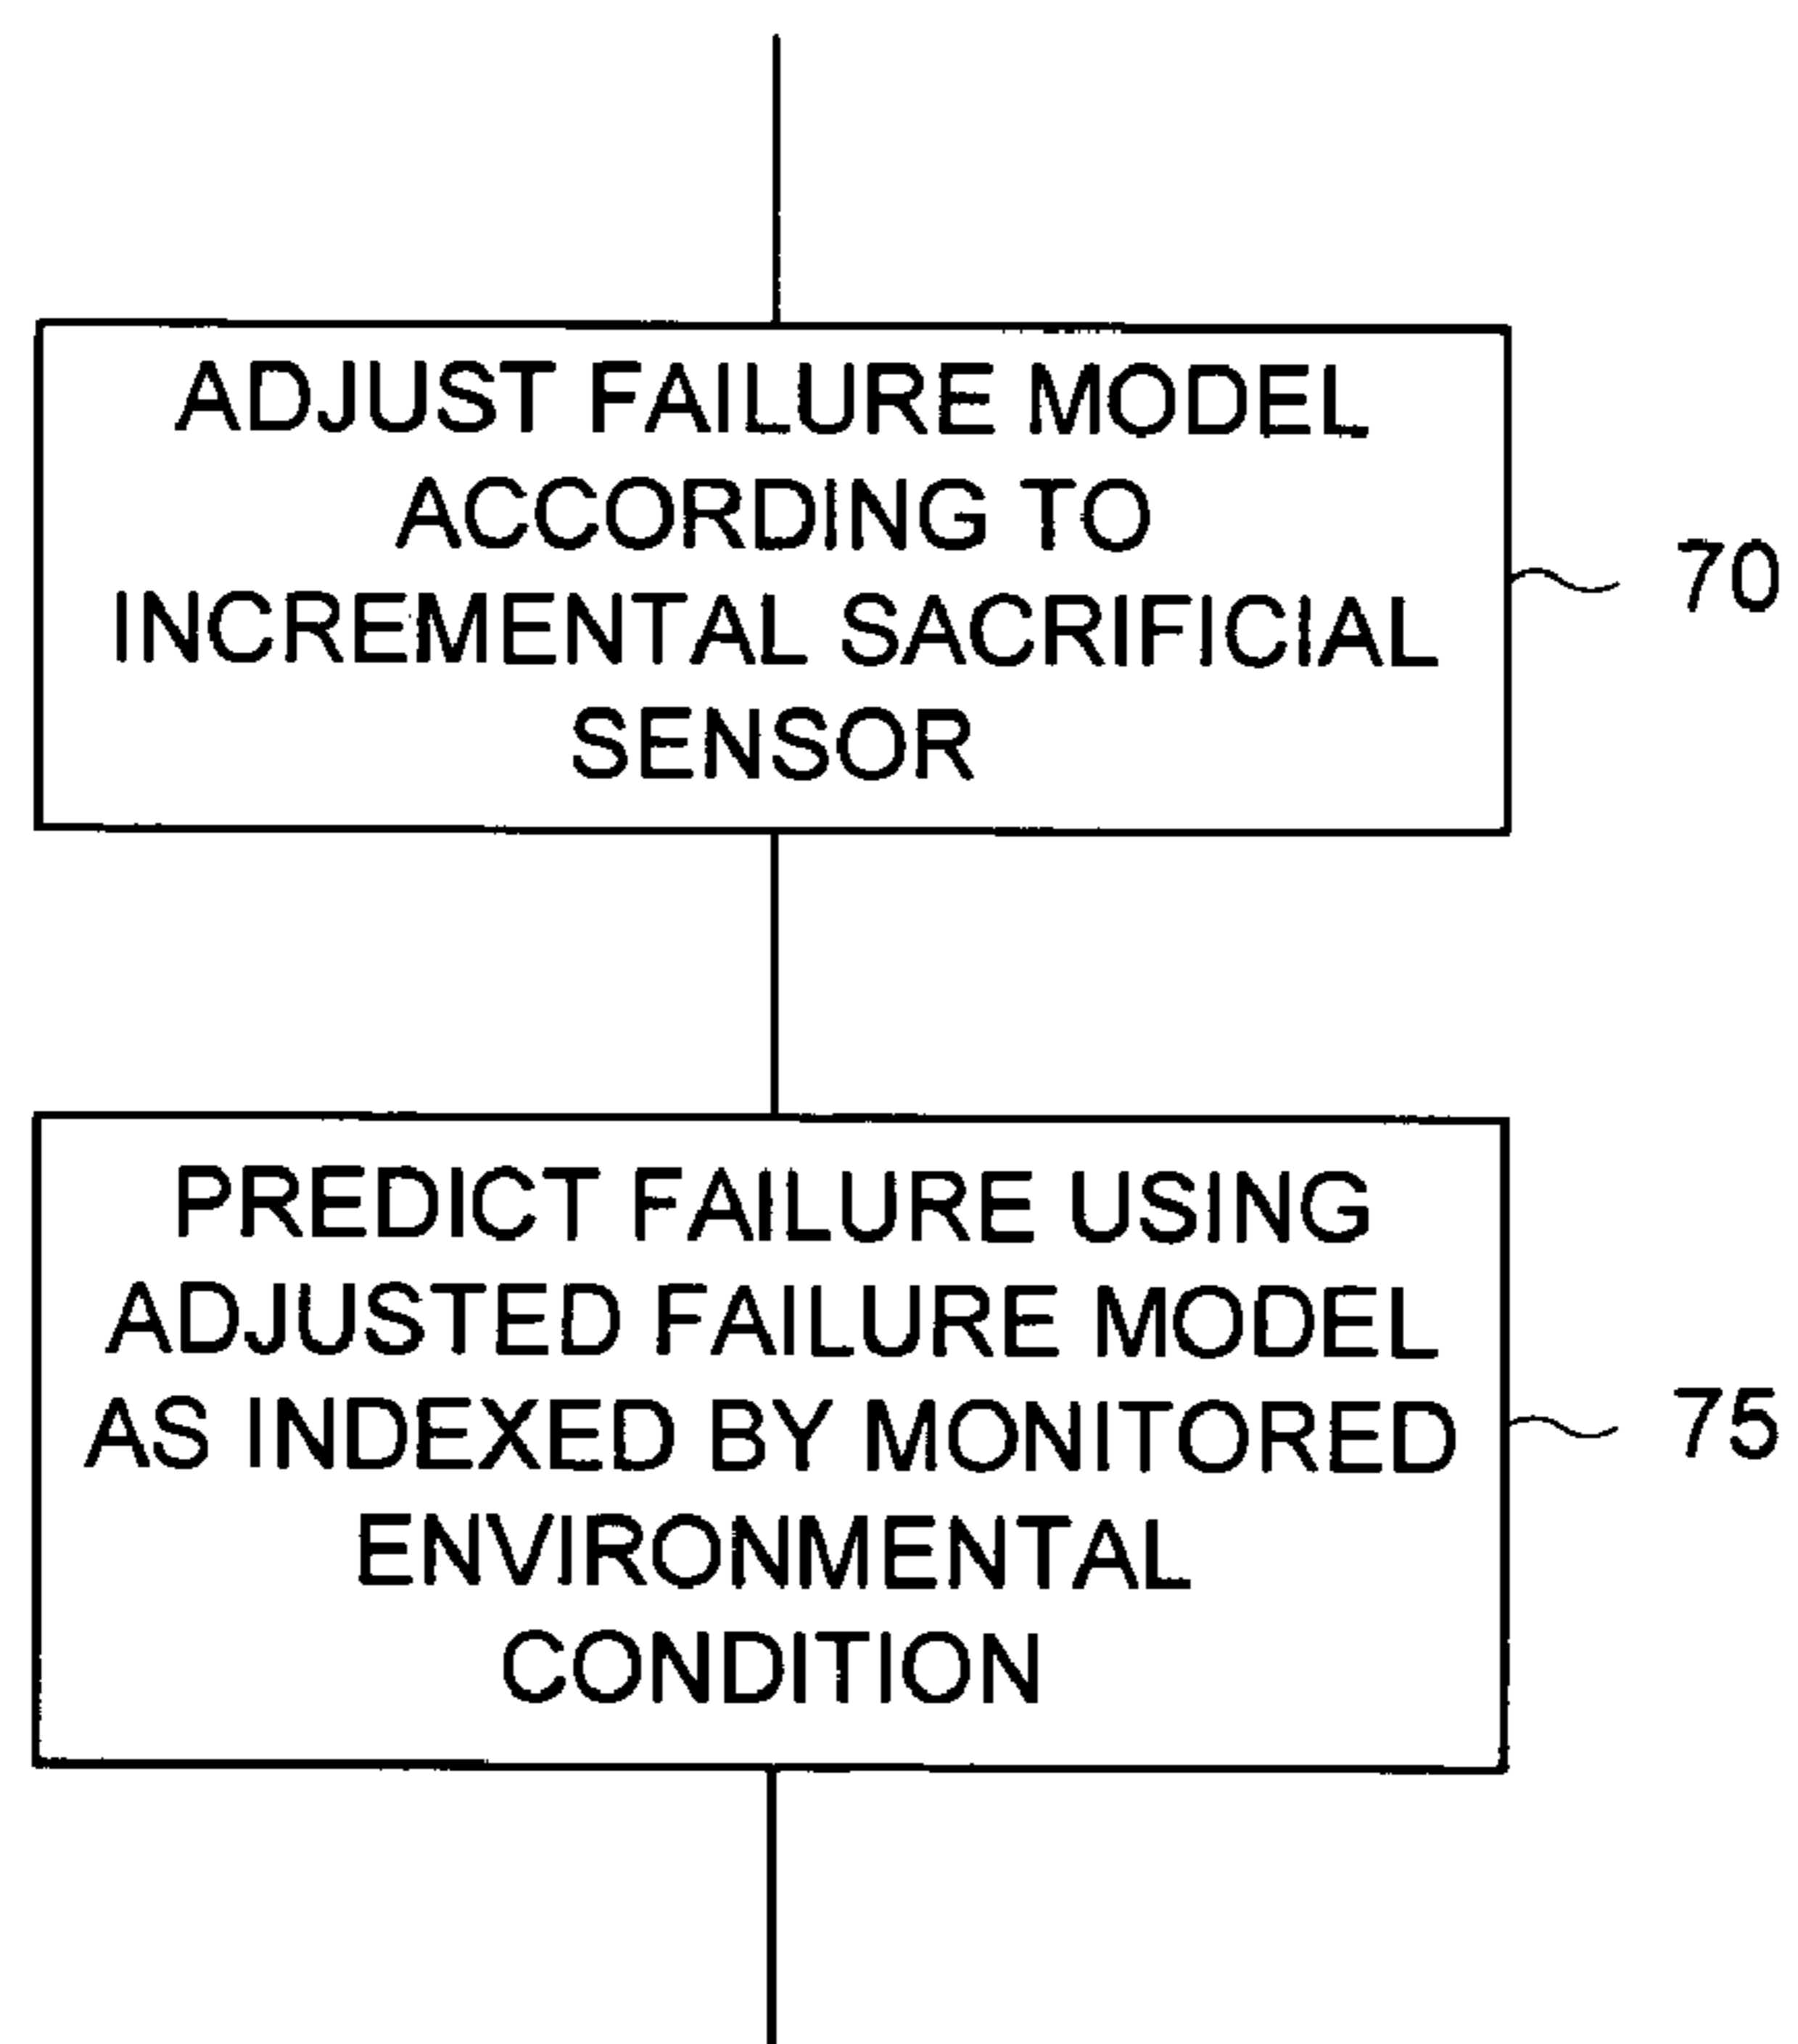 ADJUST FAILURE MODEL
ACCORDING TO
INCREMENTAL SACRIFICIAL
SENSOR
70
PREDICT FAILURE USING
ADJUSTED FAILURE MODEL
AS INDEXED BY MONITORED
ENVIRONMENTAL
CONDITION
75